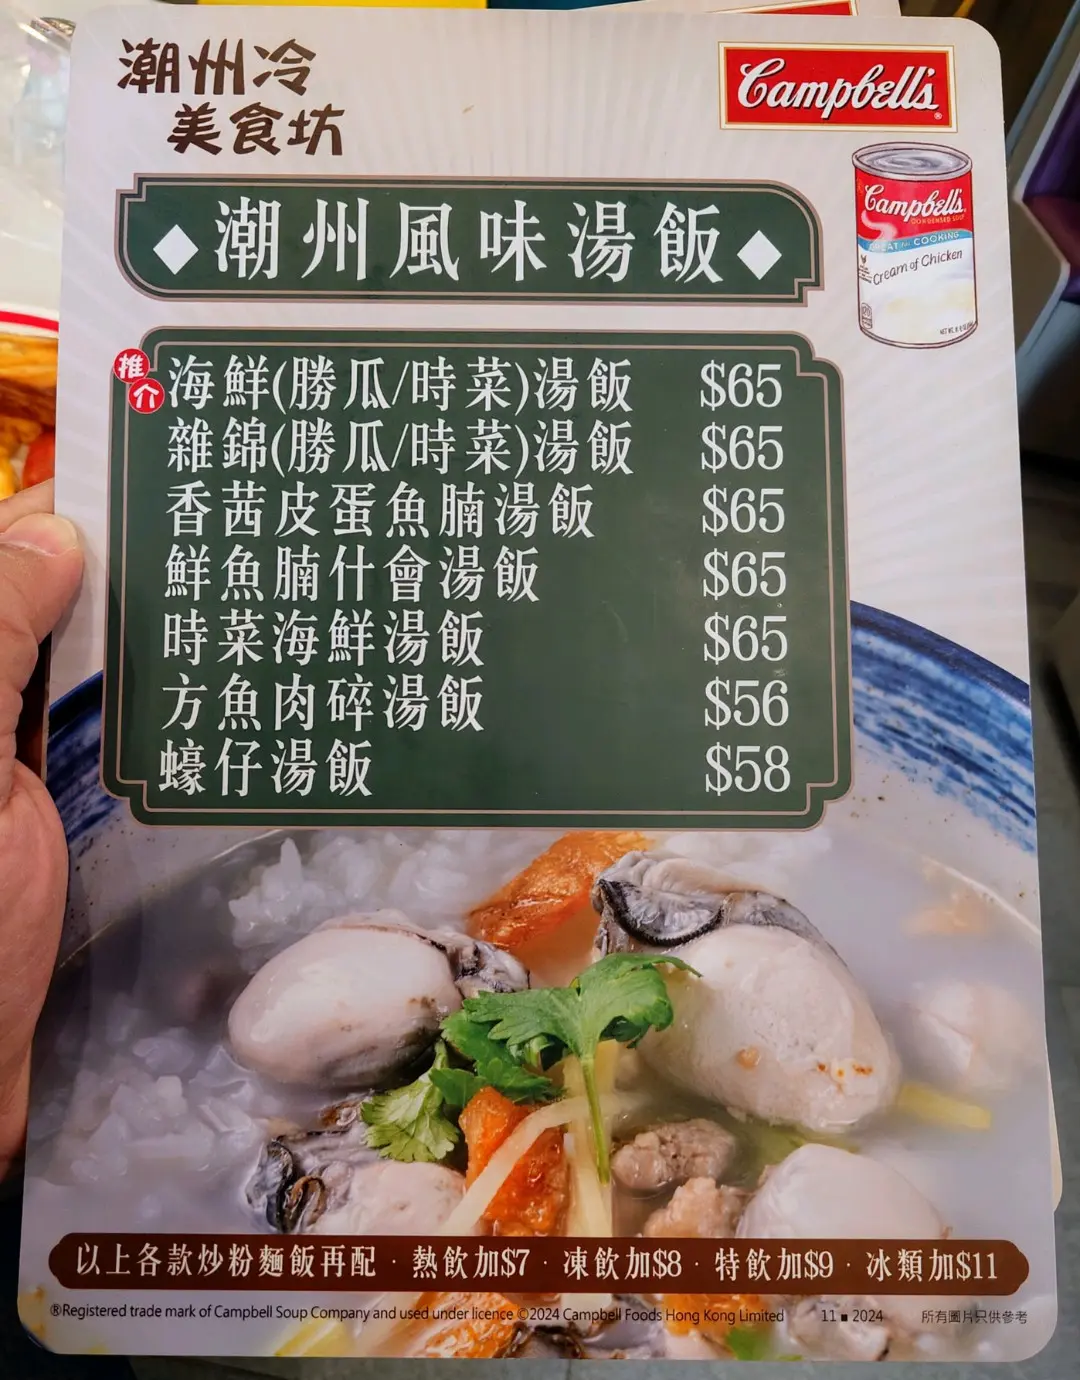 潮州冷
美食坊
Campbell's®
Campbell's
CONDENSED SOUP
GREAT for COOKING
Cream of Chicken
◆潮州風味湯飯◆
推介
海鮮(勝瓜/時菜)湯飯 $65
雜錦(勝瓜/時菜)湯飯 $65
香茜皮蛋魚腩湯飯 $65
鮮魚腩什會湯飯 $65
時菜海鮮湯飯 $65
方魚肉碎湯飯 $56
蠔仔湯飯 $58
以上各款炒粉麵飯再配 · 熱飲加$7 · 凍飲加$8 · 特飲加$9 · 冰類加$11
®Registered trade mark of Campbell Soup Company and used under licence ©2024 Campbell Foods Hong Kong Limited 11 ■ 2024 所有圖片只供參考